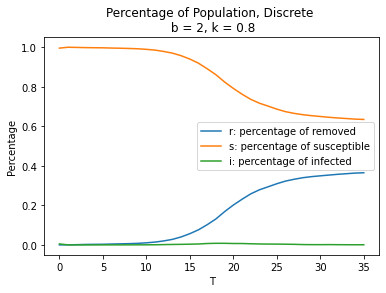 Percentage of Population, Discrete
b = 2, k = 0.8
1.0
0.8
0.6
0.4
0.2
0.0
Percentage
r: percentage of removed
s: percentage of susceptible
i: percentage of infected
0 5 10 15 20 25 30 35
T